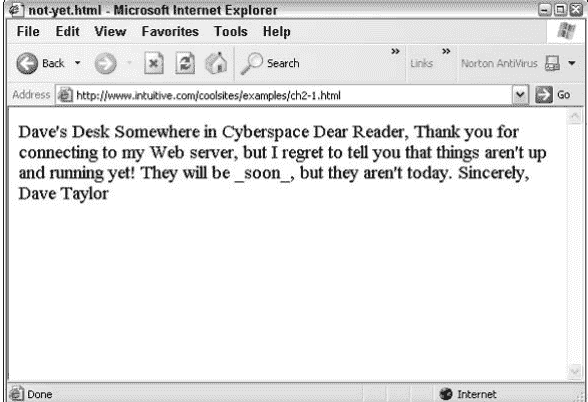 not-yet.html - Microsoft Internet Explorer
File Edit View Favorites Tools Help
Back Search » Links » Norton AntiVirus
Address http://www.intuitive.com/coolsites/examples/ch2-1.html Go
Dave's Desk Somewhere in Cyberspace Dear Reader, Thank you for
connecting to my Web server, but I regret to tell you that things aren't up
and running yet! They will be _soon_, but they aren't today. Sincerely,
Dave Taylor
Done Internet